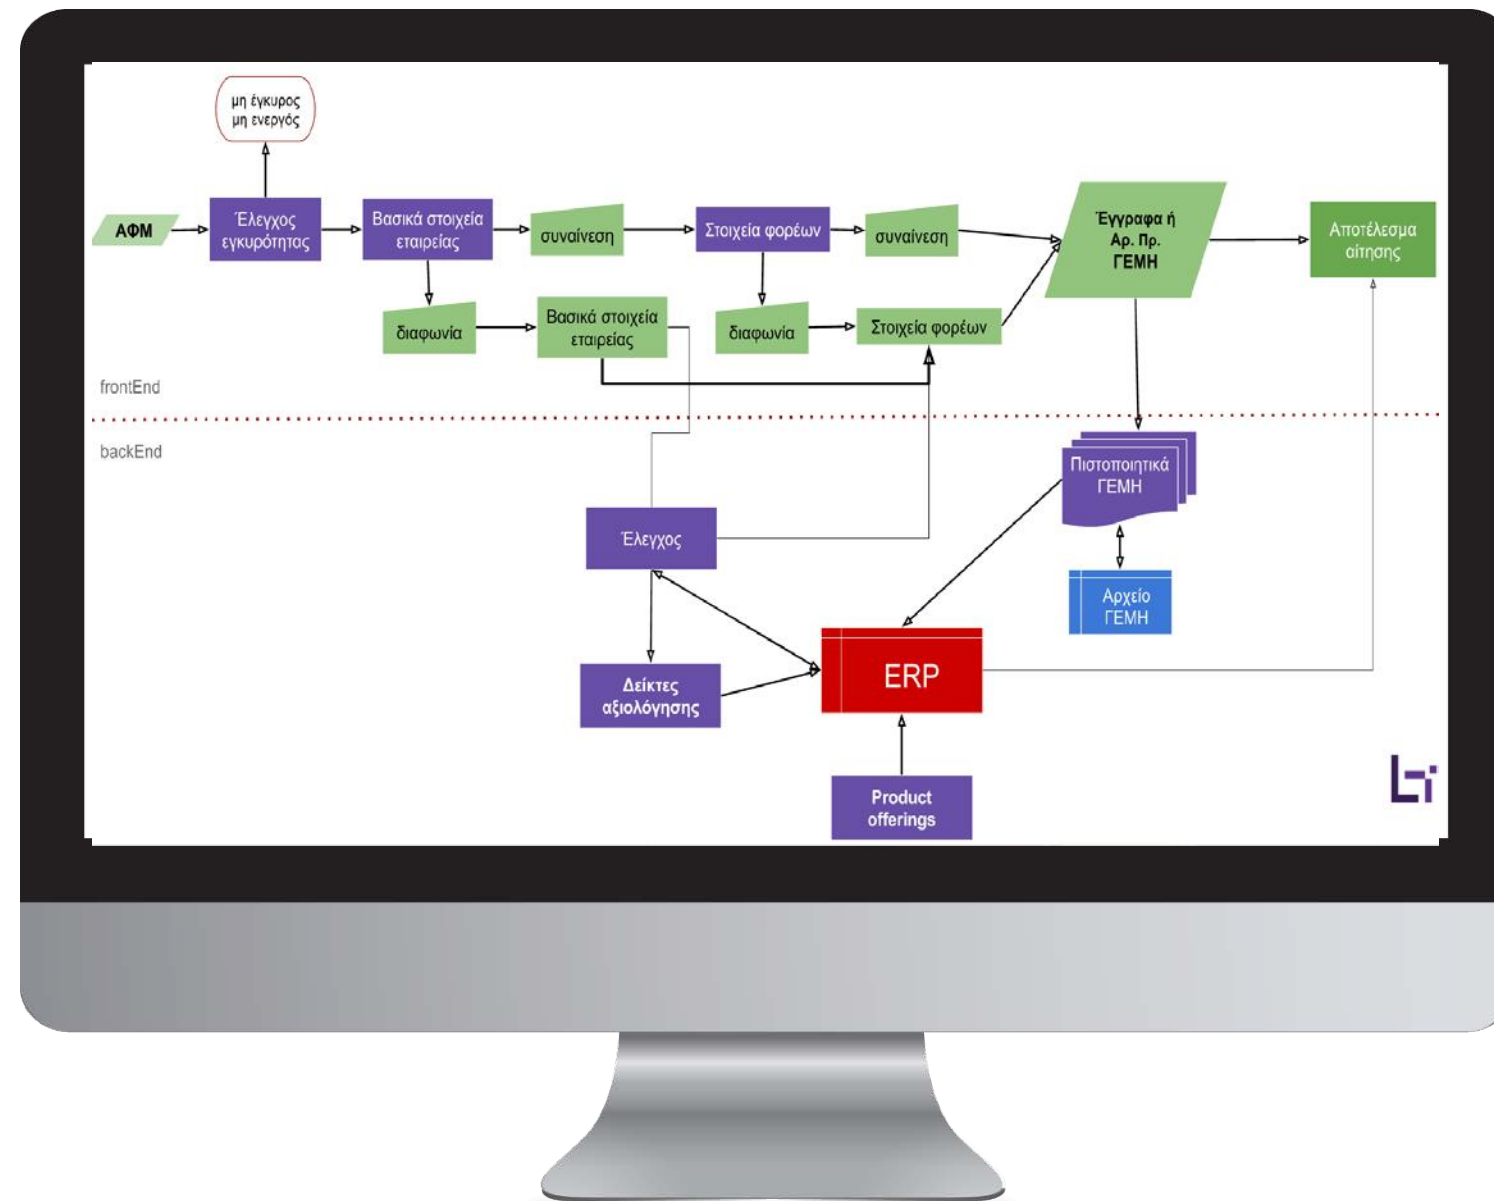 μη έγκυρος
μη ενεργός
ΑΦΜ
Έλεγχος
εγκυρότητας
Βασικά στοιχεία
εταιρείας
συναίνεση
Στοιχεία φορέων
συναίνεση
Έγγραφα ή
Αρ. Πρ.
ΓΕΜΗ
Αποτέλεσμα
αίτησης
διαφωνία
Βασικά στοιχεία
εταιρείας
διαφωνία
Στοιχεία φορέων
frontEnd
backEnd
Πιστοποιητικά
ΓΕΜΗ
Έλεγχος
Αρχείο
ΓΕΜΗ
Δείκτες
αξιολόγησης
ERP
Product
offerings